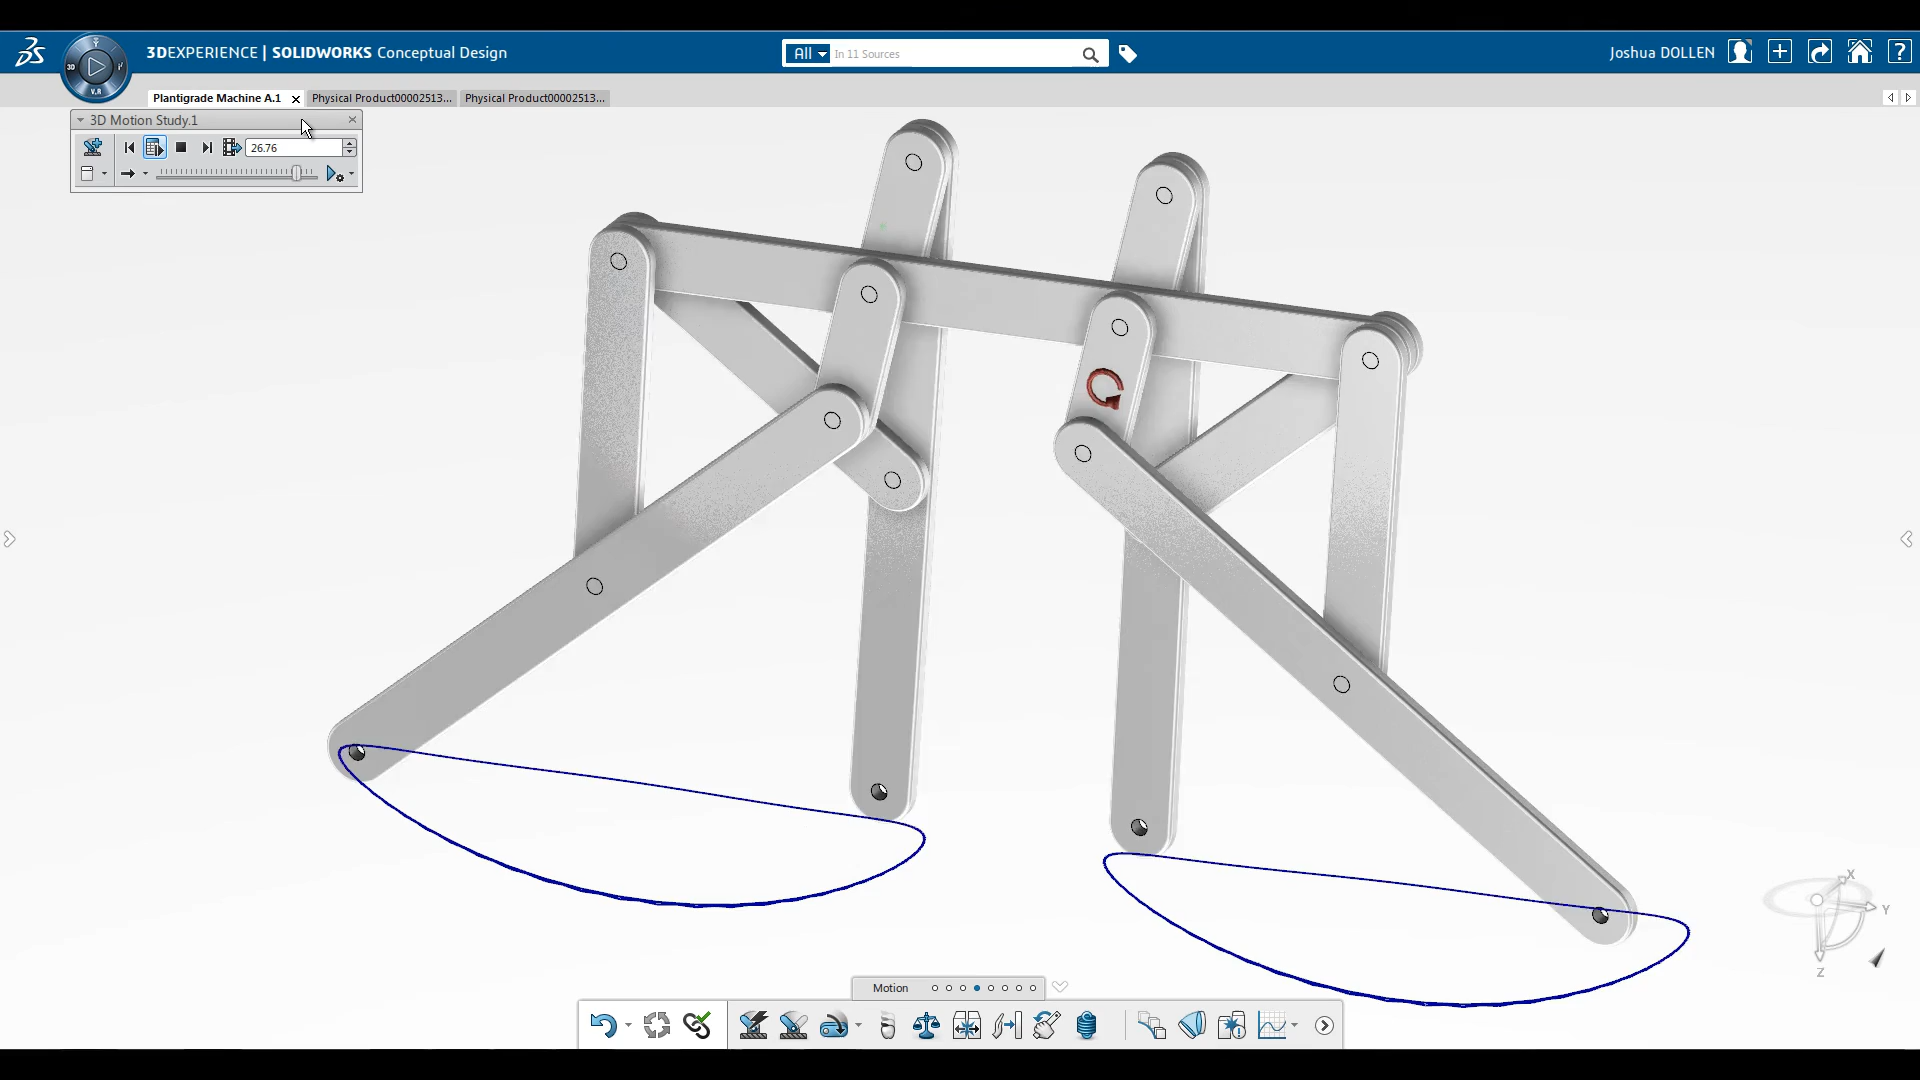 3DEXPERIENCE | SOLIDWORKS Conceptual Design
All In 11 Sources
Joshua DOLLEN
?
3D
V.R
Plantigrade Machine A.1
Physical Product00002513...
Physical Product00002513...
3D Motion Study.1
26.76
X
Y
Z
Motion